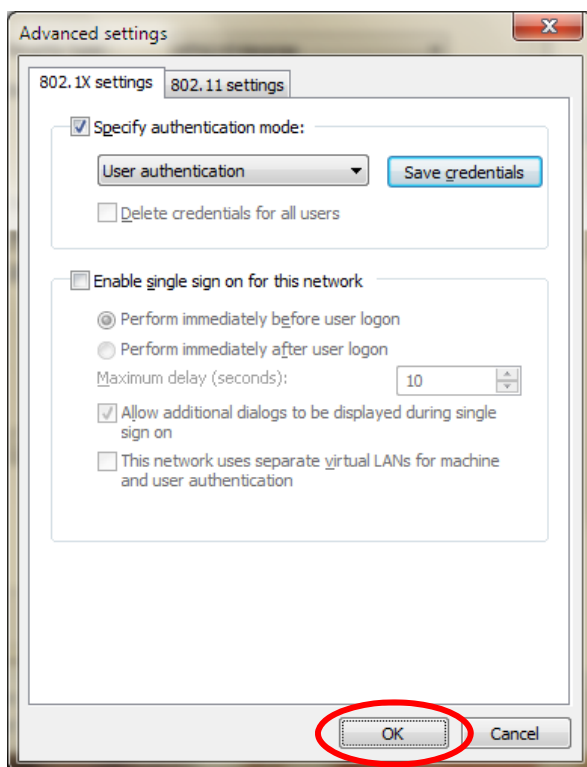 Advanced settings
802.1X settings
802.11 settings
Specify authentication mode:
User authentication
Save credentials
Delete credentials for all users
Enable single sign on for this network
Perform immediately before user logon
Perform immediately after user logon
Maximum delay (seconds):
10
Allow additional dialogs to be displayed during single
sign on
This network uses separate virtual LANs for machine
and user authentication
OK
Cancel